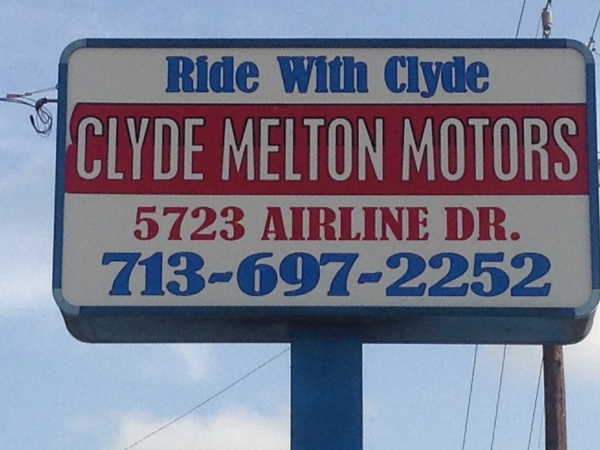 Ride With Clyde
CLYDE MELTON MOTORS
5723 AIRLINE DR.
713-697-2252